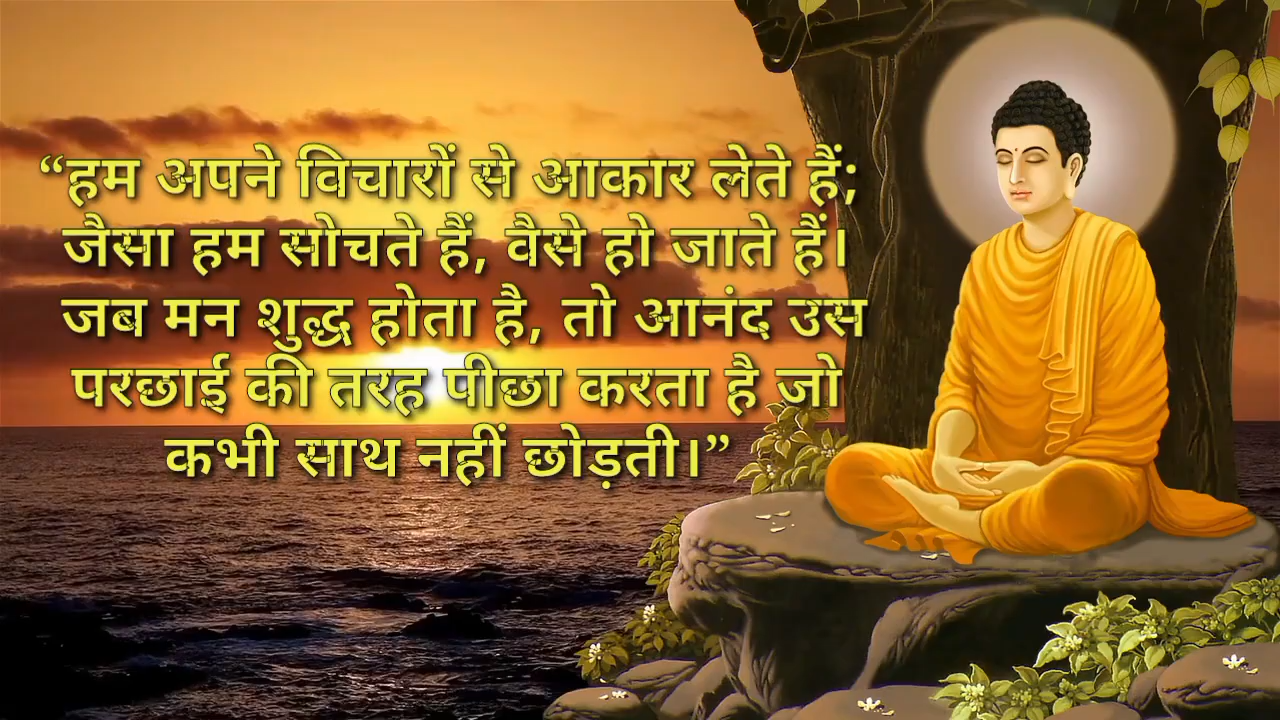 “हम अपने विचारों से आकार लेते हैं;
जैसा हम सोचते हैं, वैसे हो जाते हैं।
जब मन शुद्ध होता है, तो आनंद उस
परछाई की तरह पीछा करता है जो
कभी साथ नहीं छोड़ती।”